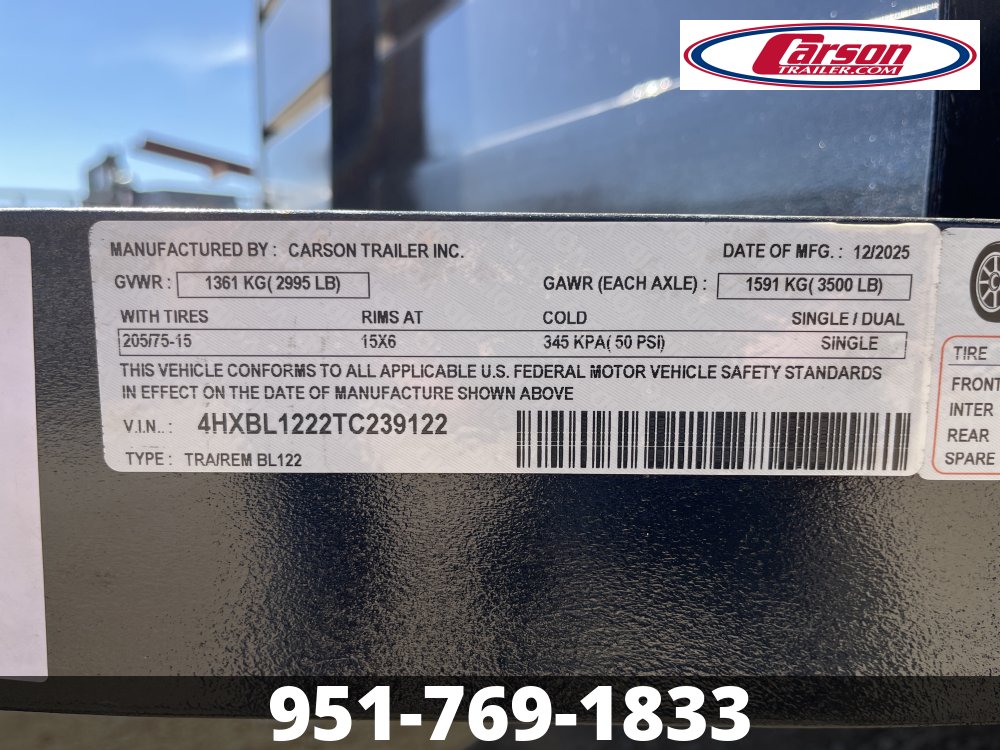 Carson
TRAILER.COM
MANUFACTURED BY : CARSON TRAILER INC. DATE OF MFG. : 12/2025
GVWR : 1361 KG( 2995 LB) GAWR (EACH AXLE) : 1591 KG( 3500 LB)
WITH TIRES RIMS AT COLD SINGLE / DUAL
205/75-15 15X6 345 KPA( 50 PSI) SINGLE
THIS VEHICLE CONFORMS TO ALL APPLICABLE U.S. FEDERAL MOTOR VEHICLE SAFETY STANDARDS
IN EFFECT ON THE DATE OF MANUFACTURE SHOWN ABOVE
V.I.N.. : 4HXBL1222TC239122
TYPE : TRA/REM BL122
TIRE
FRONT
INTER
REAR
SPARE
951-769-1833